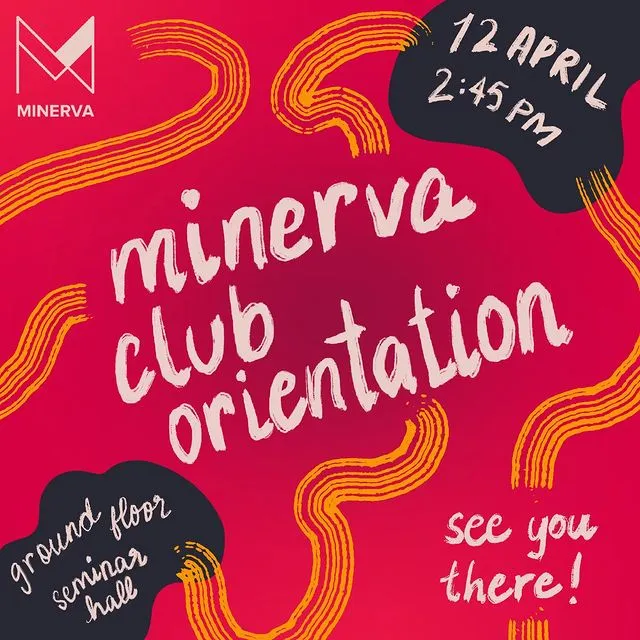 MINERVA
12 APRIL
2:45 PM
minerva
club
orientation
ground floor
seminar
hall
see you
there!